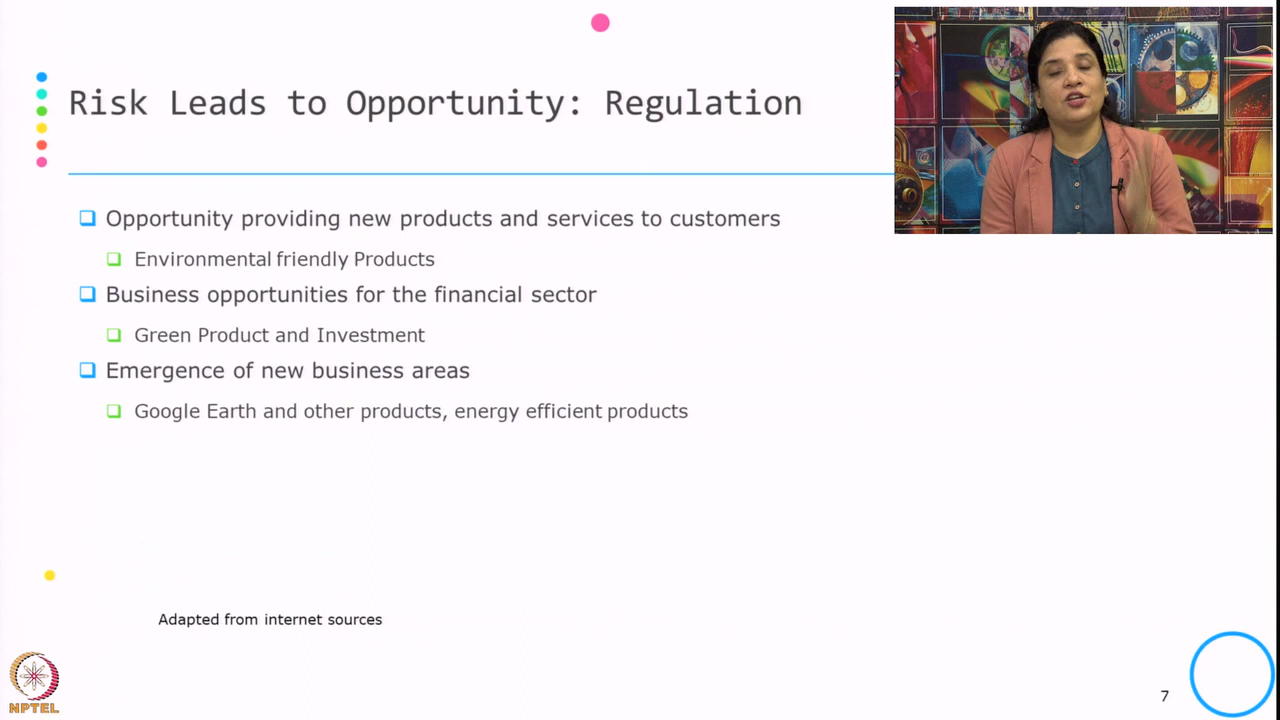 Risk Leads to Opportunity: Regulation
Opportunity providing new products and services to customers
Environmental friendly Products
Business opportunities for the financial sector
Green Product and Investment
Emergence of new business areas
Google Earth and other products, energy efficient products
Adapted from internet sources
NPTEL
7